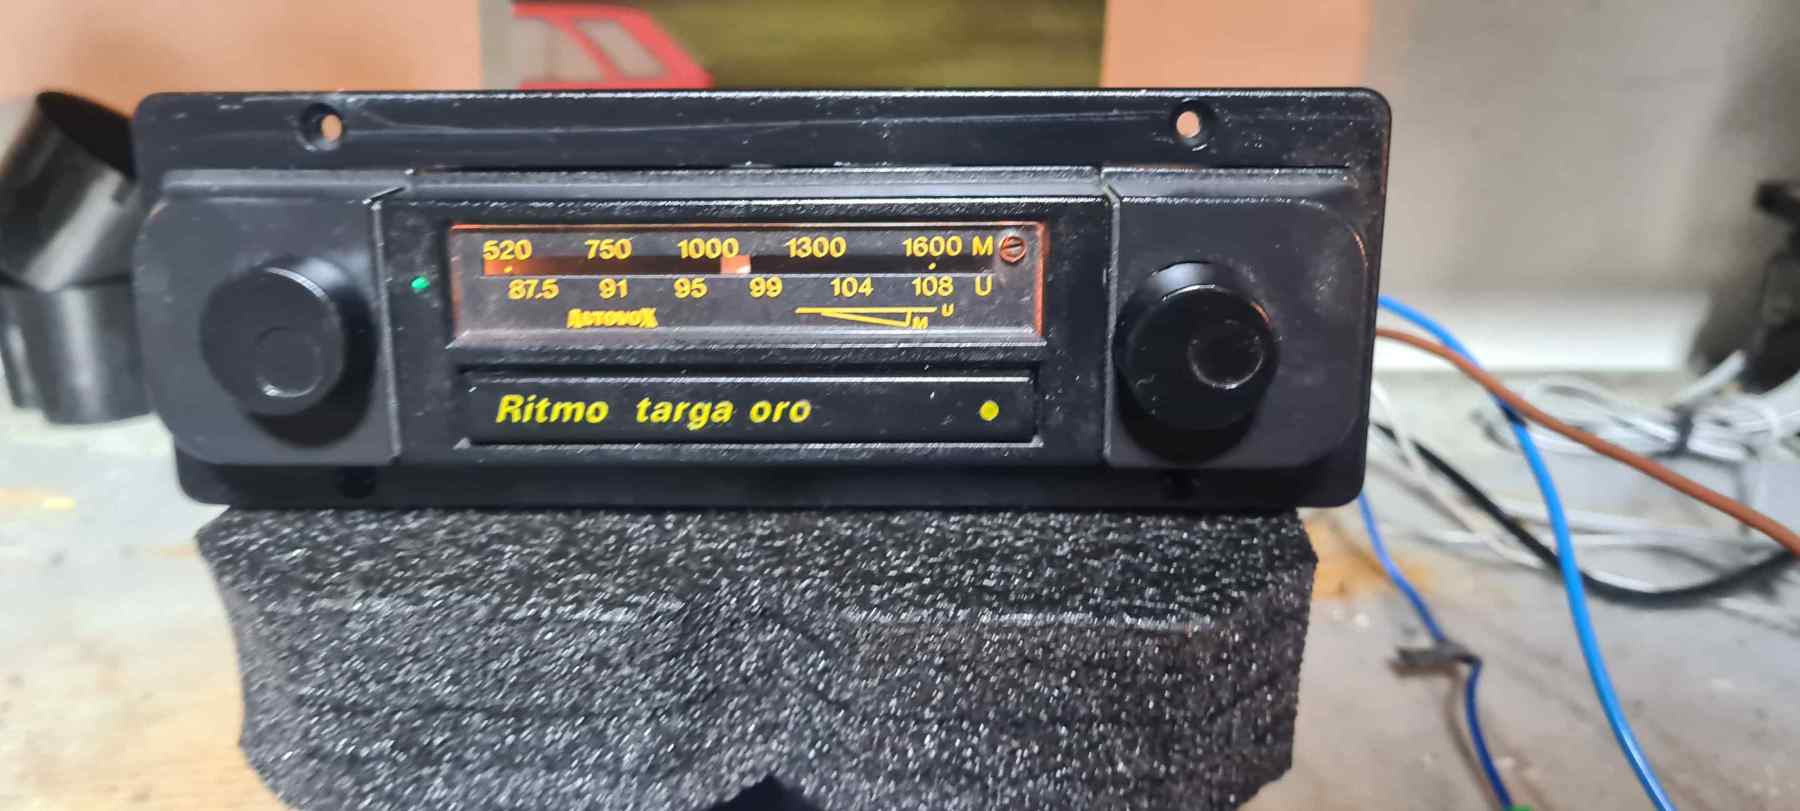 520 750 1000 1300 1600 M
87.5 91 95 99 104 108 U
AUTOVOX
U
M
Ritmo targa oro